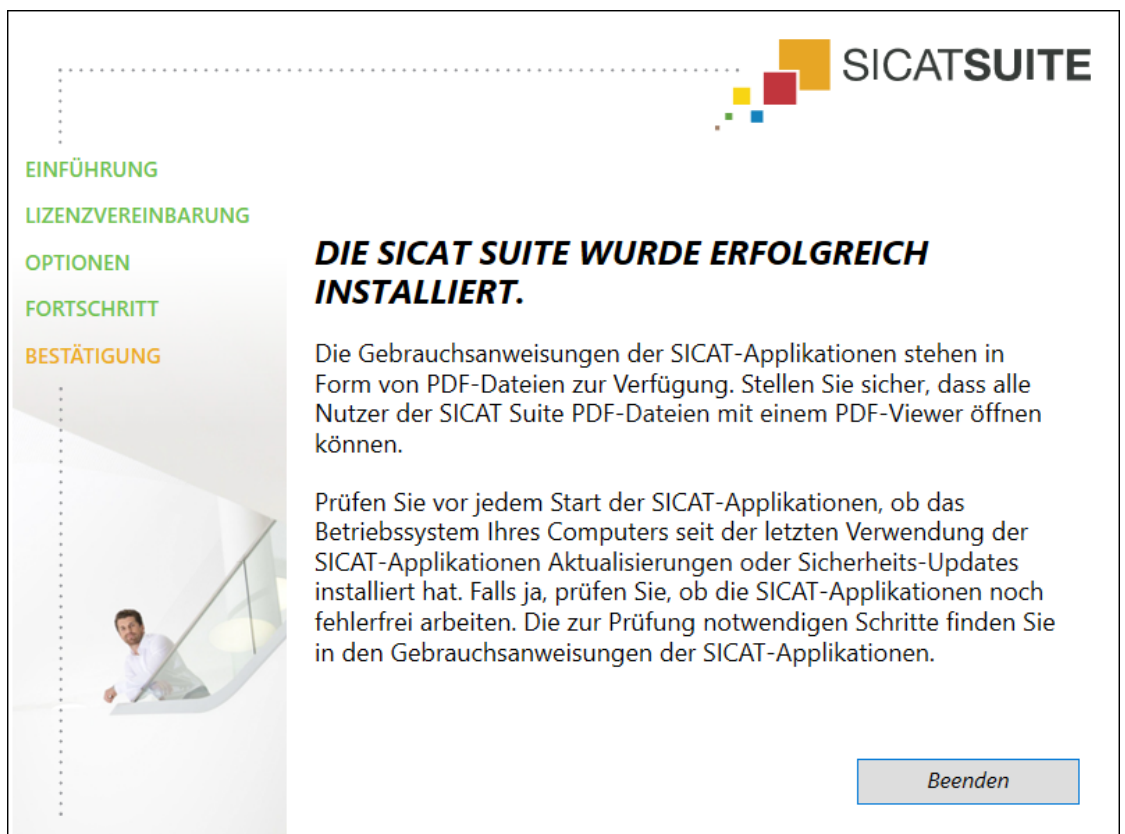 SICATSUITE
EINFÜHRUNG
LIZENZVEREINBARUNG
OPTIONEN
FORTSCHRITT
BESTÄTIGUNG
DIE SICAT SUITE WURDE ERFOLGREICH
INSTALLIERT.
Die Gebrauchsanweisungen der SICAT-Applikationen stehen in
Form von PDF-Dateien zur Verfügung. Stellen Sie sicher, dass alle
Nutzer der SICAT Suite PDF-Dateien mit einem PDF-Viewer öffnen
können.
Prüfen Sie vor jedem Start der SICAT-Applikationen, ob das
Betriebssystem Ihres Computers seit der letzten Verwendung der
SICAT-Applikationen Aktualisierungen oder Sicherheits-Updates
installiert hat. Falls ja, prüfen Sie, ob die SICAT-Applikationen noch
fehlerfrei arbeiten. Die zur Prüfung notwendigen Schritte finden Sie
in den Gebrauchsanweisungen der SICAT-Applikationen.
Beenden